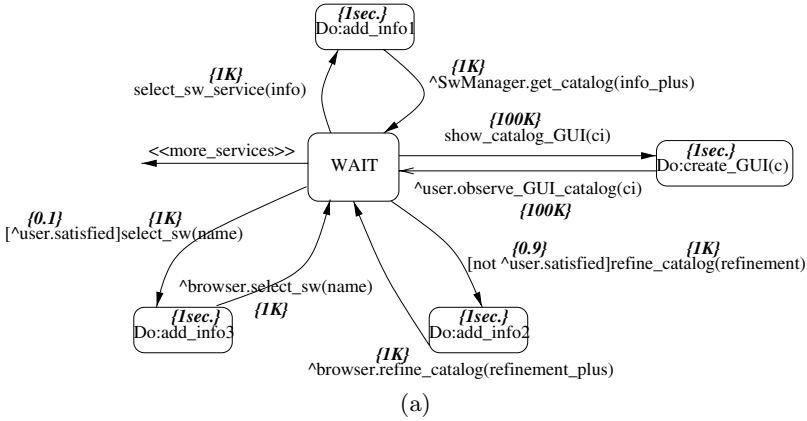 {1sec.}
Do:add_info1
{1K}
select_sw_service(info)
{1K}
^SwManager.get_catalog(info_plus)
{100K}
show_catalog_GUI(ci)
<<more_services>>
WAIT
{1sec.}
Do:create_GUI(c)
^user.observe_GUI_catalog(ci)
{100K}
{0.1} {1K}
[^user.satisfied]select_sw(name)
{0.9} {1K}
[not ^user.satisfied]refine_catalog(refinement)
^browser.select_sw(name)
{1K}
{1sec.}
Do:add_info3
{1sec.}
Do:add_info2
{1K}
^browser.refine_catalog(refinement_plus)
(a)